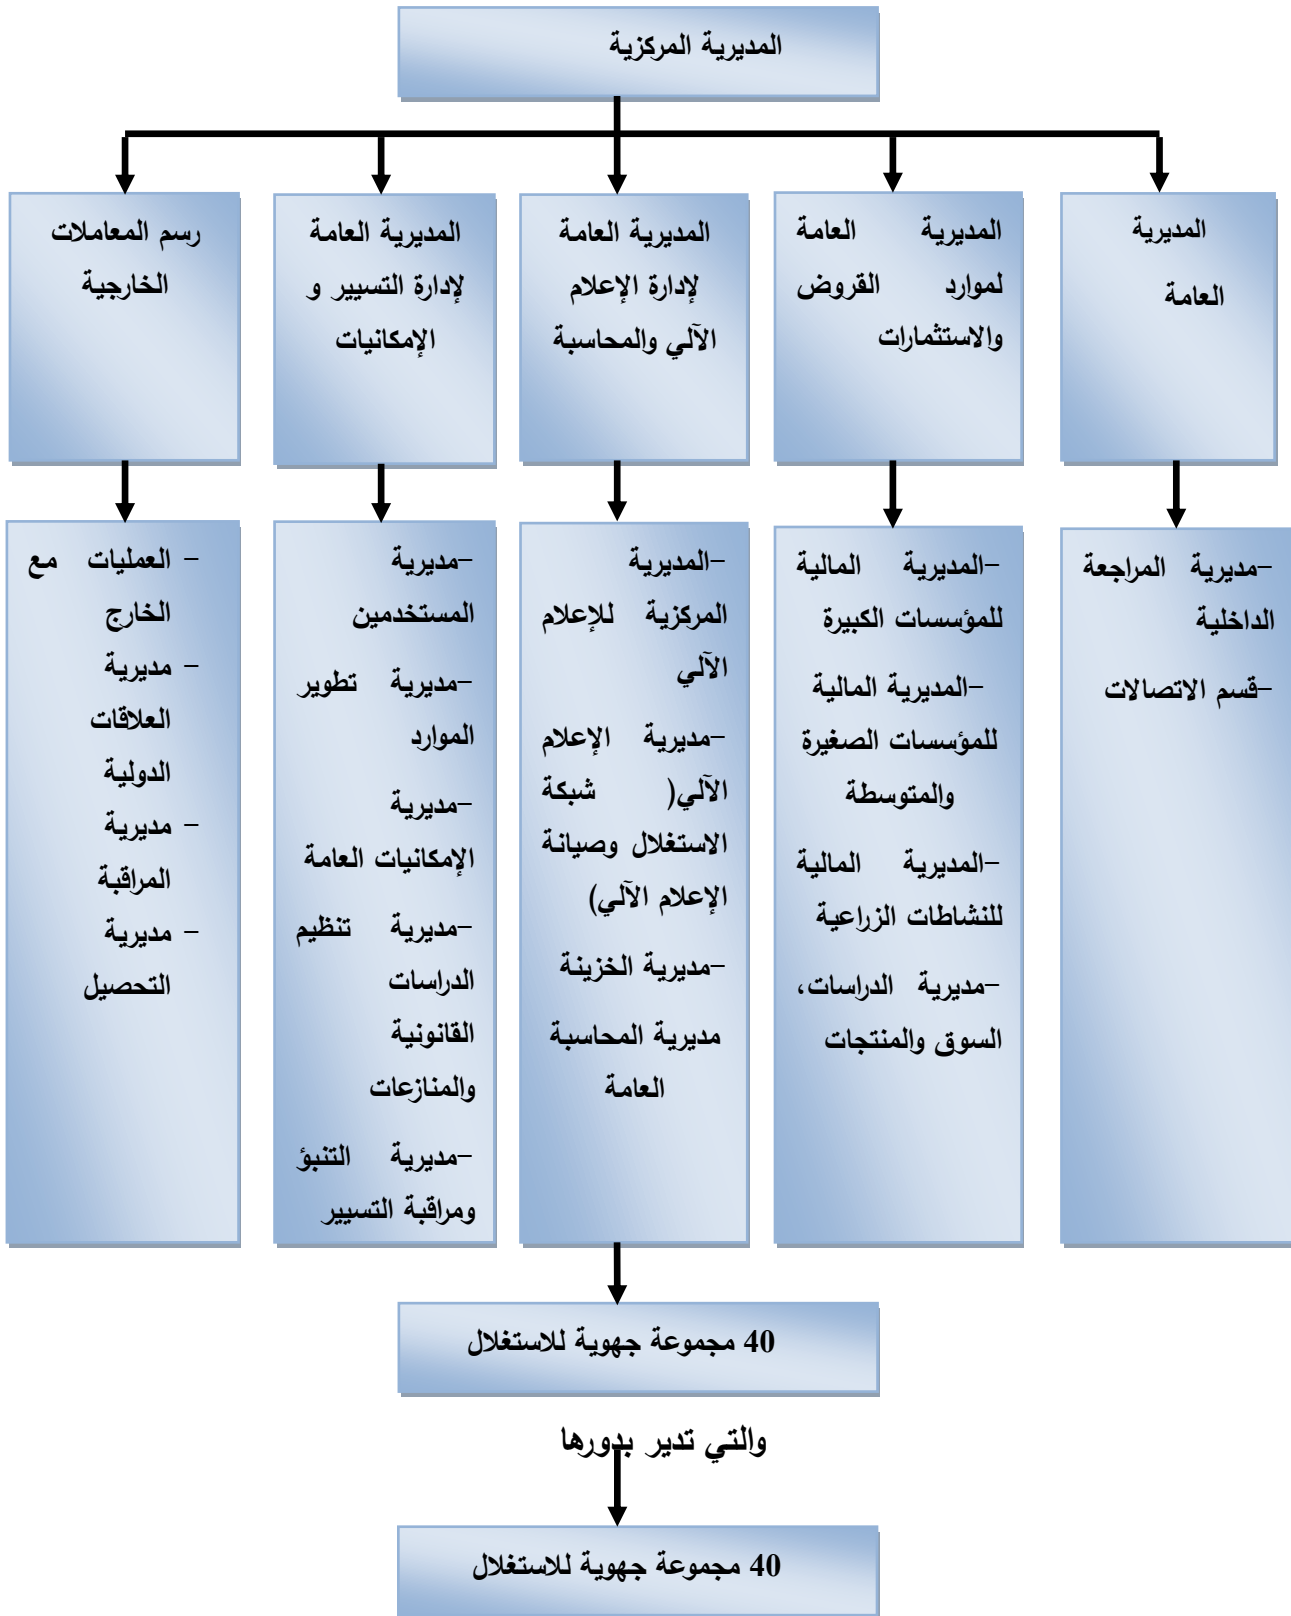 المديرية المركزية
المديرية
العامة
المديرية العامة
لموارد القروض
والاستثمارات
المديرية العامة
لإدارة الإعلام
الآلي والمحاسبة
المديرية العامة
لإدارة التسيير و
الإمكانيات
رسم المعاملات
الخارجية
-مديرية المراجعة
الداخلية
-قسم الاتصالات
-المديرية المالية
للمؤسسات الكبيرة
-المديرية المالية
للمؤسسات الصغيرة
والمتوسطة
-المديرية المالية
للنشاطات الزراعية
-مديرية الدراسات،
السوق والمنتجات
-المديرية
المركزية للإعلام
الآلي
-مديرية الإعلام
الآلي( شبكة
الاستغلال وصيانة
الإعلام الآلي)
-مديرية الخزينة
مديرية المحاسبة
العامة
-مديرية
المستخدمين
-مديرية تطوير
الموارد
-مديرية
الإمكانيات العامة
-مديرية تنظيم
الدراسات
القانونية
والمنازعات
-مديرية التنبؤ
ومراقبة التسيير
- العمليات مع
الخارج
- مديرية
العلاقات
الدولية
- مديرية
المراقبة
- مديرية
التحصيل
40 مجموعة جهوية للاستغلال
والتي تدير بدورها
40 مجموعة جهوية للاستغلال